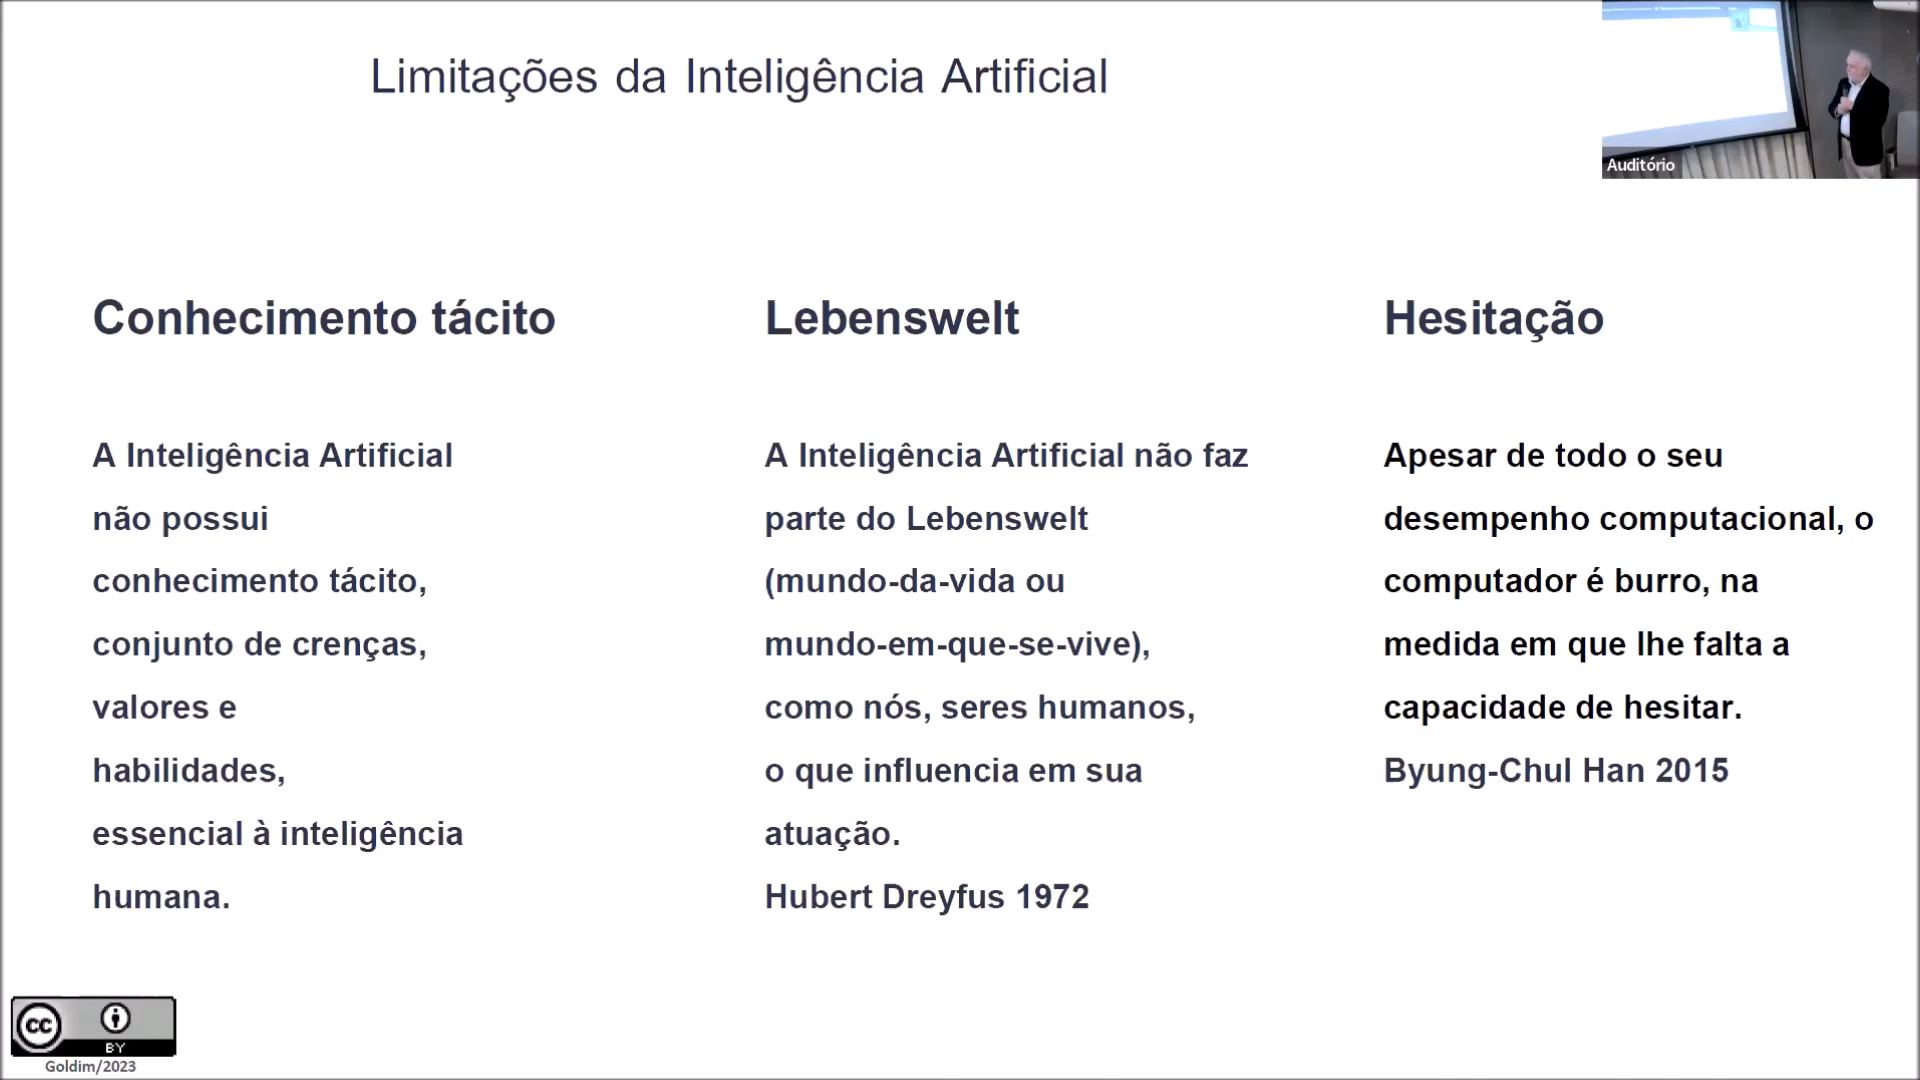 Limitações da Inteligência Artificial
Auditório
Conhecimento tácito
A Inteligência Artificial
não possui
conhecimento tácito,
conjunto de crenças,
valores e
habilidades,
essencial à inteligência
humana.
Lebenswelt
A Inteligência Artificial não faz
parte do Lebenswelt
(mundo-da-vida ou
mundo-em-que-se-vive),
como nós, seres humanos,
o que influencia em sua
atuação.
Hubert Dreyfus 1972
Hesitação
Apesar de todo o seu
desempenho computacional, o
computador é burro, na
medida em que lhe falta a
capacidade de hesitar.
Byung-Chul Han 2015
cc
BY
Goldim/2023